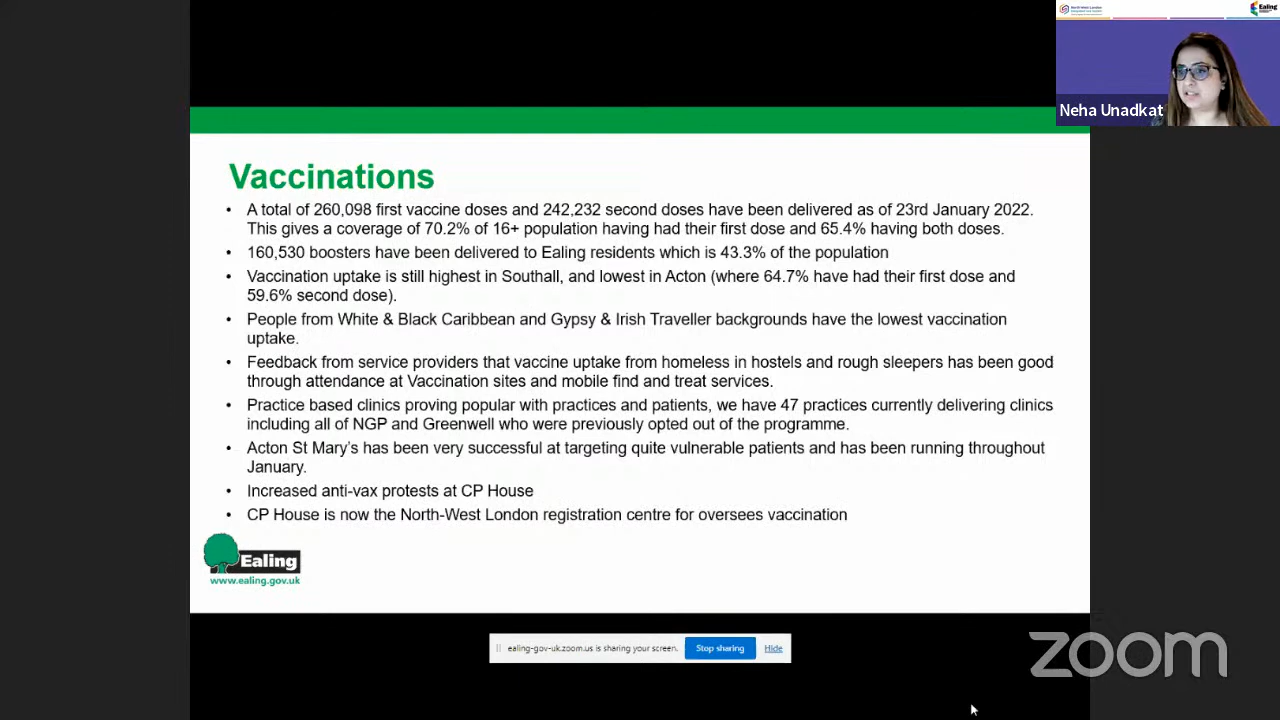 North West London
Ealing
Neha Unadkat
Vaccinations
• A total of 260,098 first vaccine doses and 242,232 second doses have been delivered as of 23rd January 2022.
This gives a coverage of 70.2% of 16+ population having had their first dose and 65.4% having both doses.
• 160,530 boosters have been delivered to Ealing residents which is 43.3% of the population
• Vaccination uptake is still highest in Southall, and lowest in Acton (where 64.7% have had their first dose and
59.6% second dose).
• People from White & Black Caribbean and Gypsy & Irish Traveller backgrounds have the lowest vaccination
uptake.
• Feedback from service providers that vaccine uptake from homeless in hostels and rough sleepers has been good
through attendance at Vaccination sites and mobile find and treat services.
• Practice based clinics proving popular with practices and patients, we have 47 practices currently delivering clinics
including all of NGP and Greenwell who were previously opted out of the programme.
• Acton St Mary's has been very successful at targeting quite vulnerable patients and has been running throughout
January.
• Increased anti-vax protests at CP House
• CP House is now the North-West London registration centre for oversees vaccination
Ealing
www.ealing.gov.uk
ealing-gov-uk.zoom.us is sharing your screen.
Stop sharing
Hide
zoom